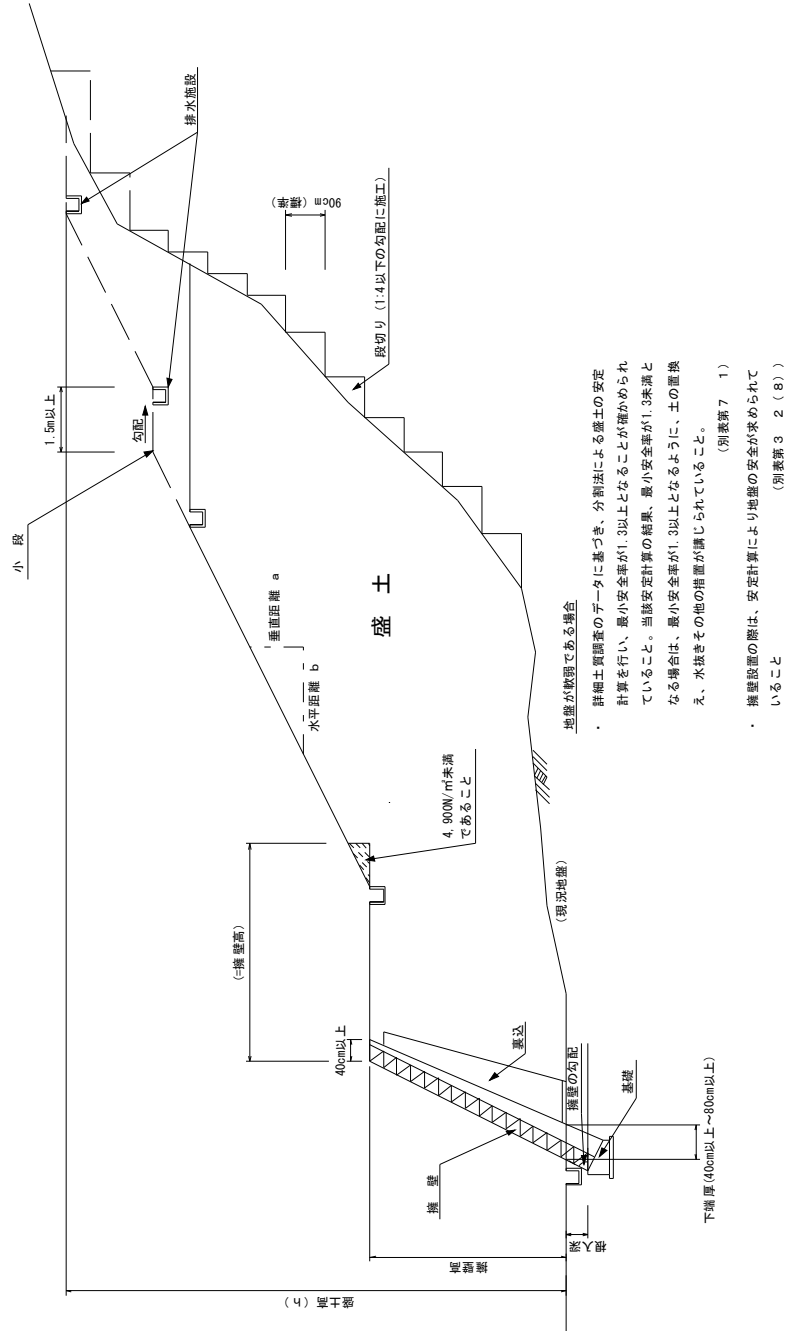 排水施設
90cm（標準）
段切り（1:4以下の勾配に施工）
1.5m以上
勾配
小　段
垂直距離 a
盛　土
水平距離 b
4,900N/㎡未満
であること
（=擁壁高）
（現況地盤）
40cm以上
裏込
擁壁の勾配
基礎
擁　壁
下端厚（40cm以上～80cm以上）
根入深
擁壁高
盛土高（ｈ）
地盤が軟弱である場合
・ 詳細土質調査のデータに基づき、分割法による盛土の安定
計算を行い、最小安全率が1.3以上となることが確かめられ
ていること。当該安定計算の結果、最小安全率が1.3未満と
なる場合は、最小安全率が1.3以上となるように、土の置換
え、水抜きその他の措置が講じられていること。
（別表第７　１）
・ 擁壁設置の際は、安定計算により地盤の安全が求められて
いること
（別表第３　２（８））